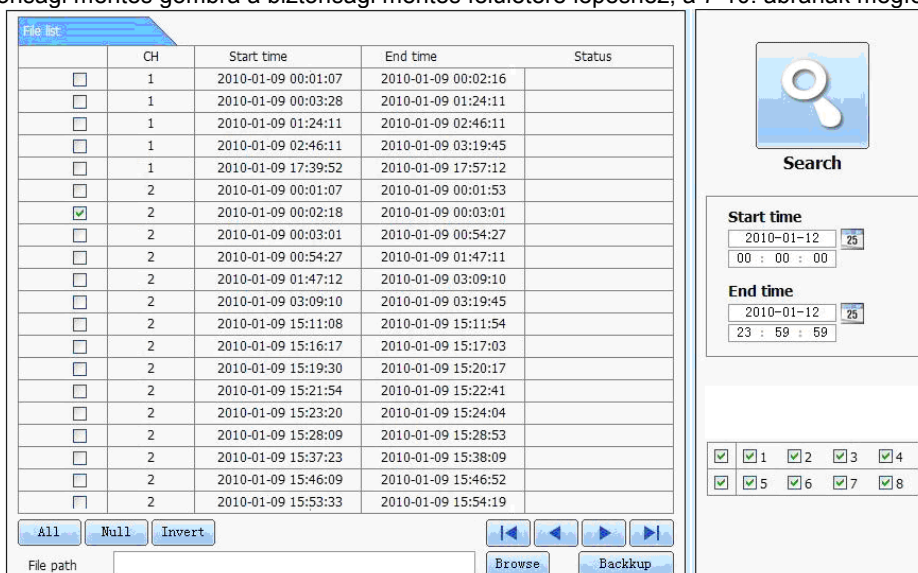 biztonsági mentés felületére lépéshez, a 7-10. ábrának
File list
CH Start time End time Status
1 2010-01-09 00:01:07 2010-01-09 00:02:16
1 2010-01-09 00:03:28 2010-01-09 01:24:11
1 2010-01-09 01:24:11 2010-01-09 02:46:11
1 2010-01-09 02:46:11 2010-01-09 03:19:45
1 2010-01-09 17:39:52 2010-01-09 17:57:12
2 2010-01-09 00:01:07 2010-01-09 00:01:53
2 2010-01-09 00:02:18 2010-01-09 00:03:01
2 2010-01-09 00:03:01 2010-01-09 00:54:27
2 2010-01-09 00:54:27 2010-01-09 01:47:11
2 2010-01-09 01:47:12 2010-01-09 03:09:10
2 2010-01-09 03:09:10 2010-01-09 03:19:45
2 2010-01-09 15:11:08 2010-01-09 15:11:54
2 2010-01-09 15:16:17 2010-01-09 15:17:03
2 2010-01-09 15:19:30 2010-01-09 15:20:17
2 2010-01-09 15:21:54 2010-01-09 15:22:41
2 2010-01-09 15:23:20 2010-01-09 15:24:04
2 2010-01-09 15:28:09 2010-01-09 15:28:53
2 2010-01-09 15:37:23 2010-01-09 15:38:09
2 2010-01-09 15:46:09 2010-01-09 15:46:52
2 2010-01-09 15:53:33 2010-01-09 15:54:19
All Null Invert
File path Browse Backkup
Search
Start time
2010-01-12 25
00 : 00 : 00
End time
2010-01-12 25
23 : 59 : 59
1 2 3 4
5 6 7 8